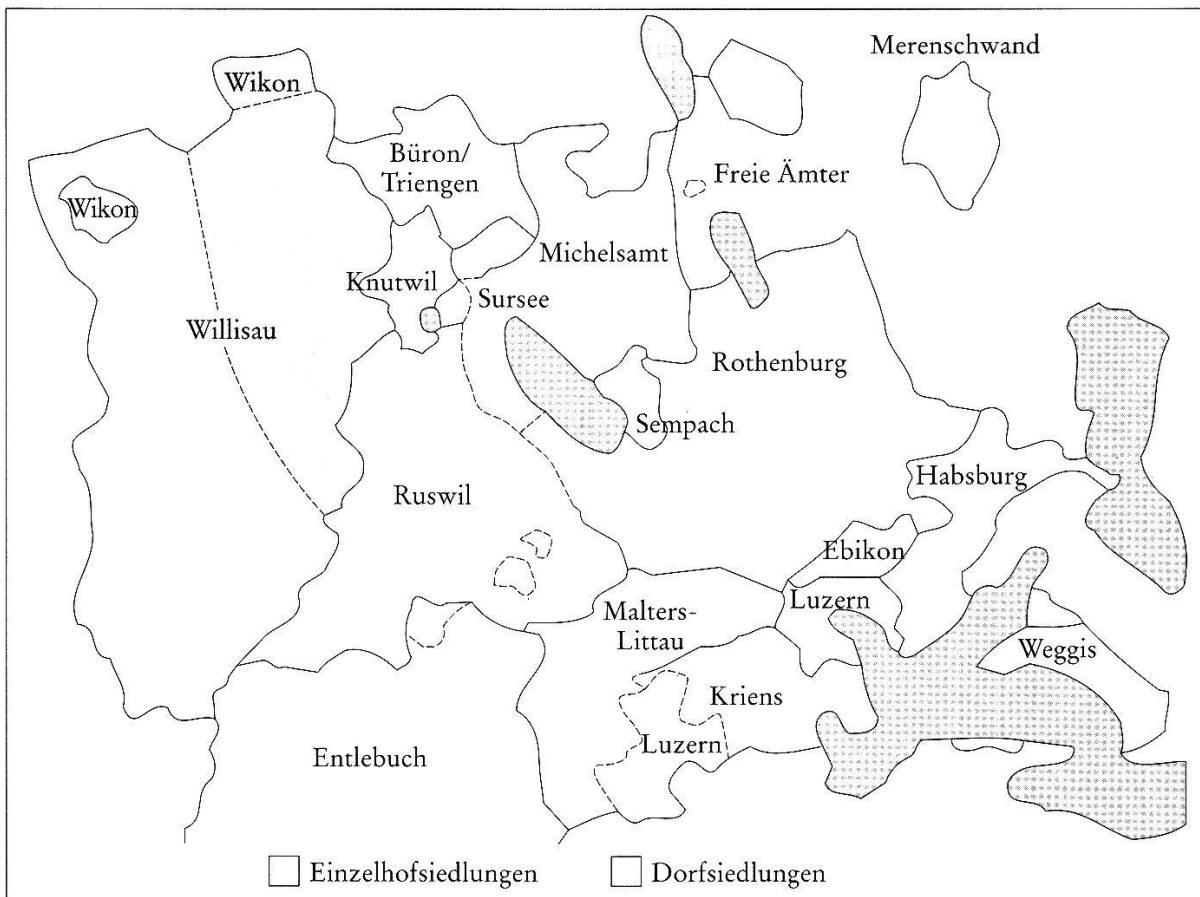 Merenschwand
Wikon
Büron/
Triengen
Freie Ämter
Wikon
Michelsamt
Knutwil
Sursee
Willisau
Rothenburg
Sempach
Habsburg
Ruswil
Ebikon
Luzern
Malters-
Littau
Weggis
Kriens
Luzern
Entlebuch
Einzelhofsiedlungen
Dorfsiedlungen